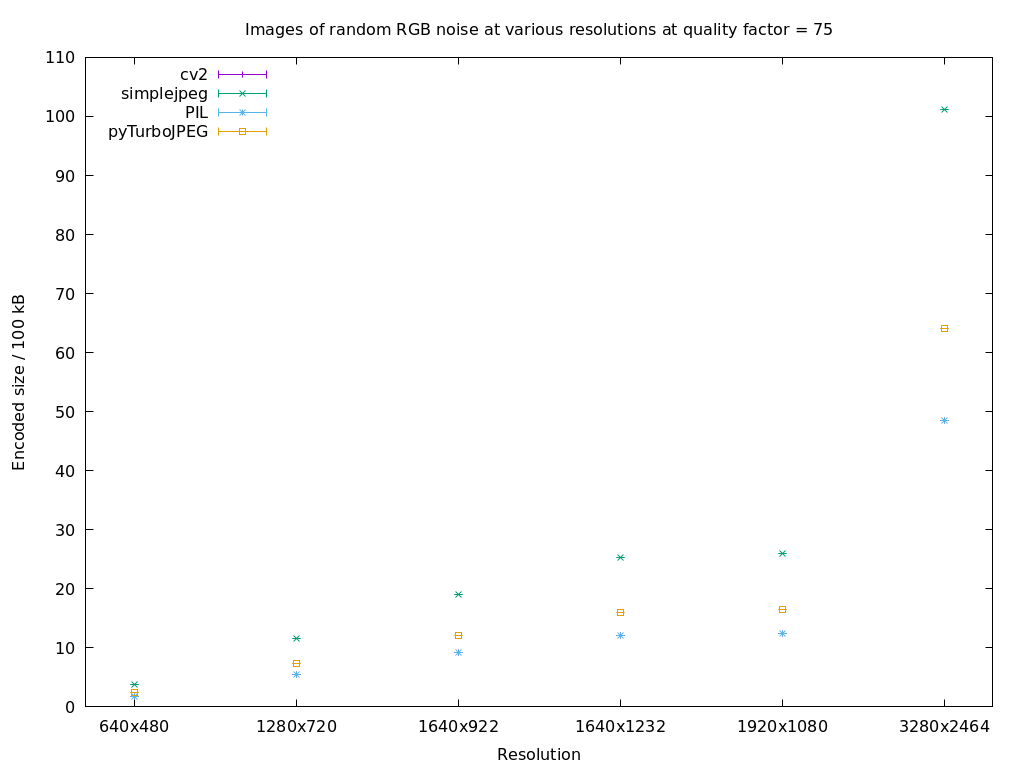 Images of random RGB noise at various resolutions at quality factor = 75
110
100
90
80
70
60
50
40
30
20
10
0
cv2
simplejpeg
PIL
pyTurboJPEG
Encoded size / 100 kB
640x480
1280x720
1640x922
1640x1232
1920x1080
3280x2464
Resolution